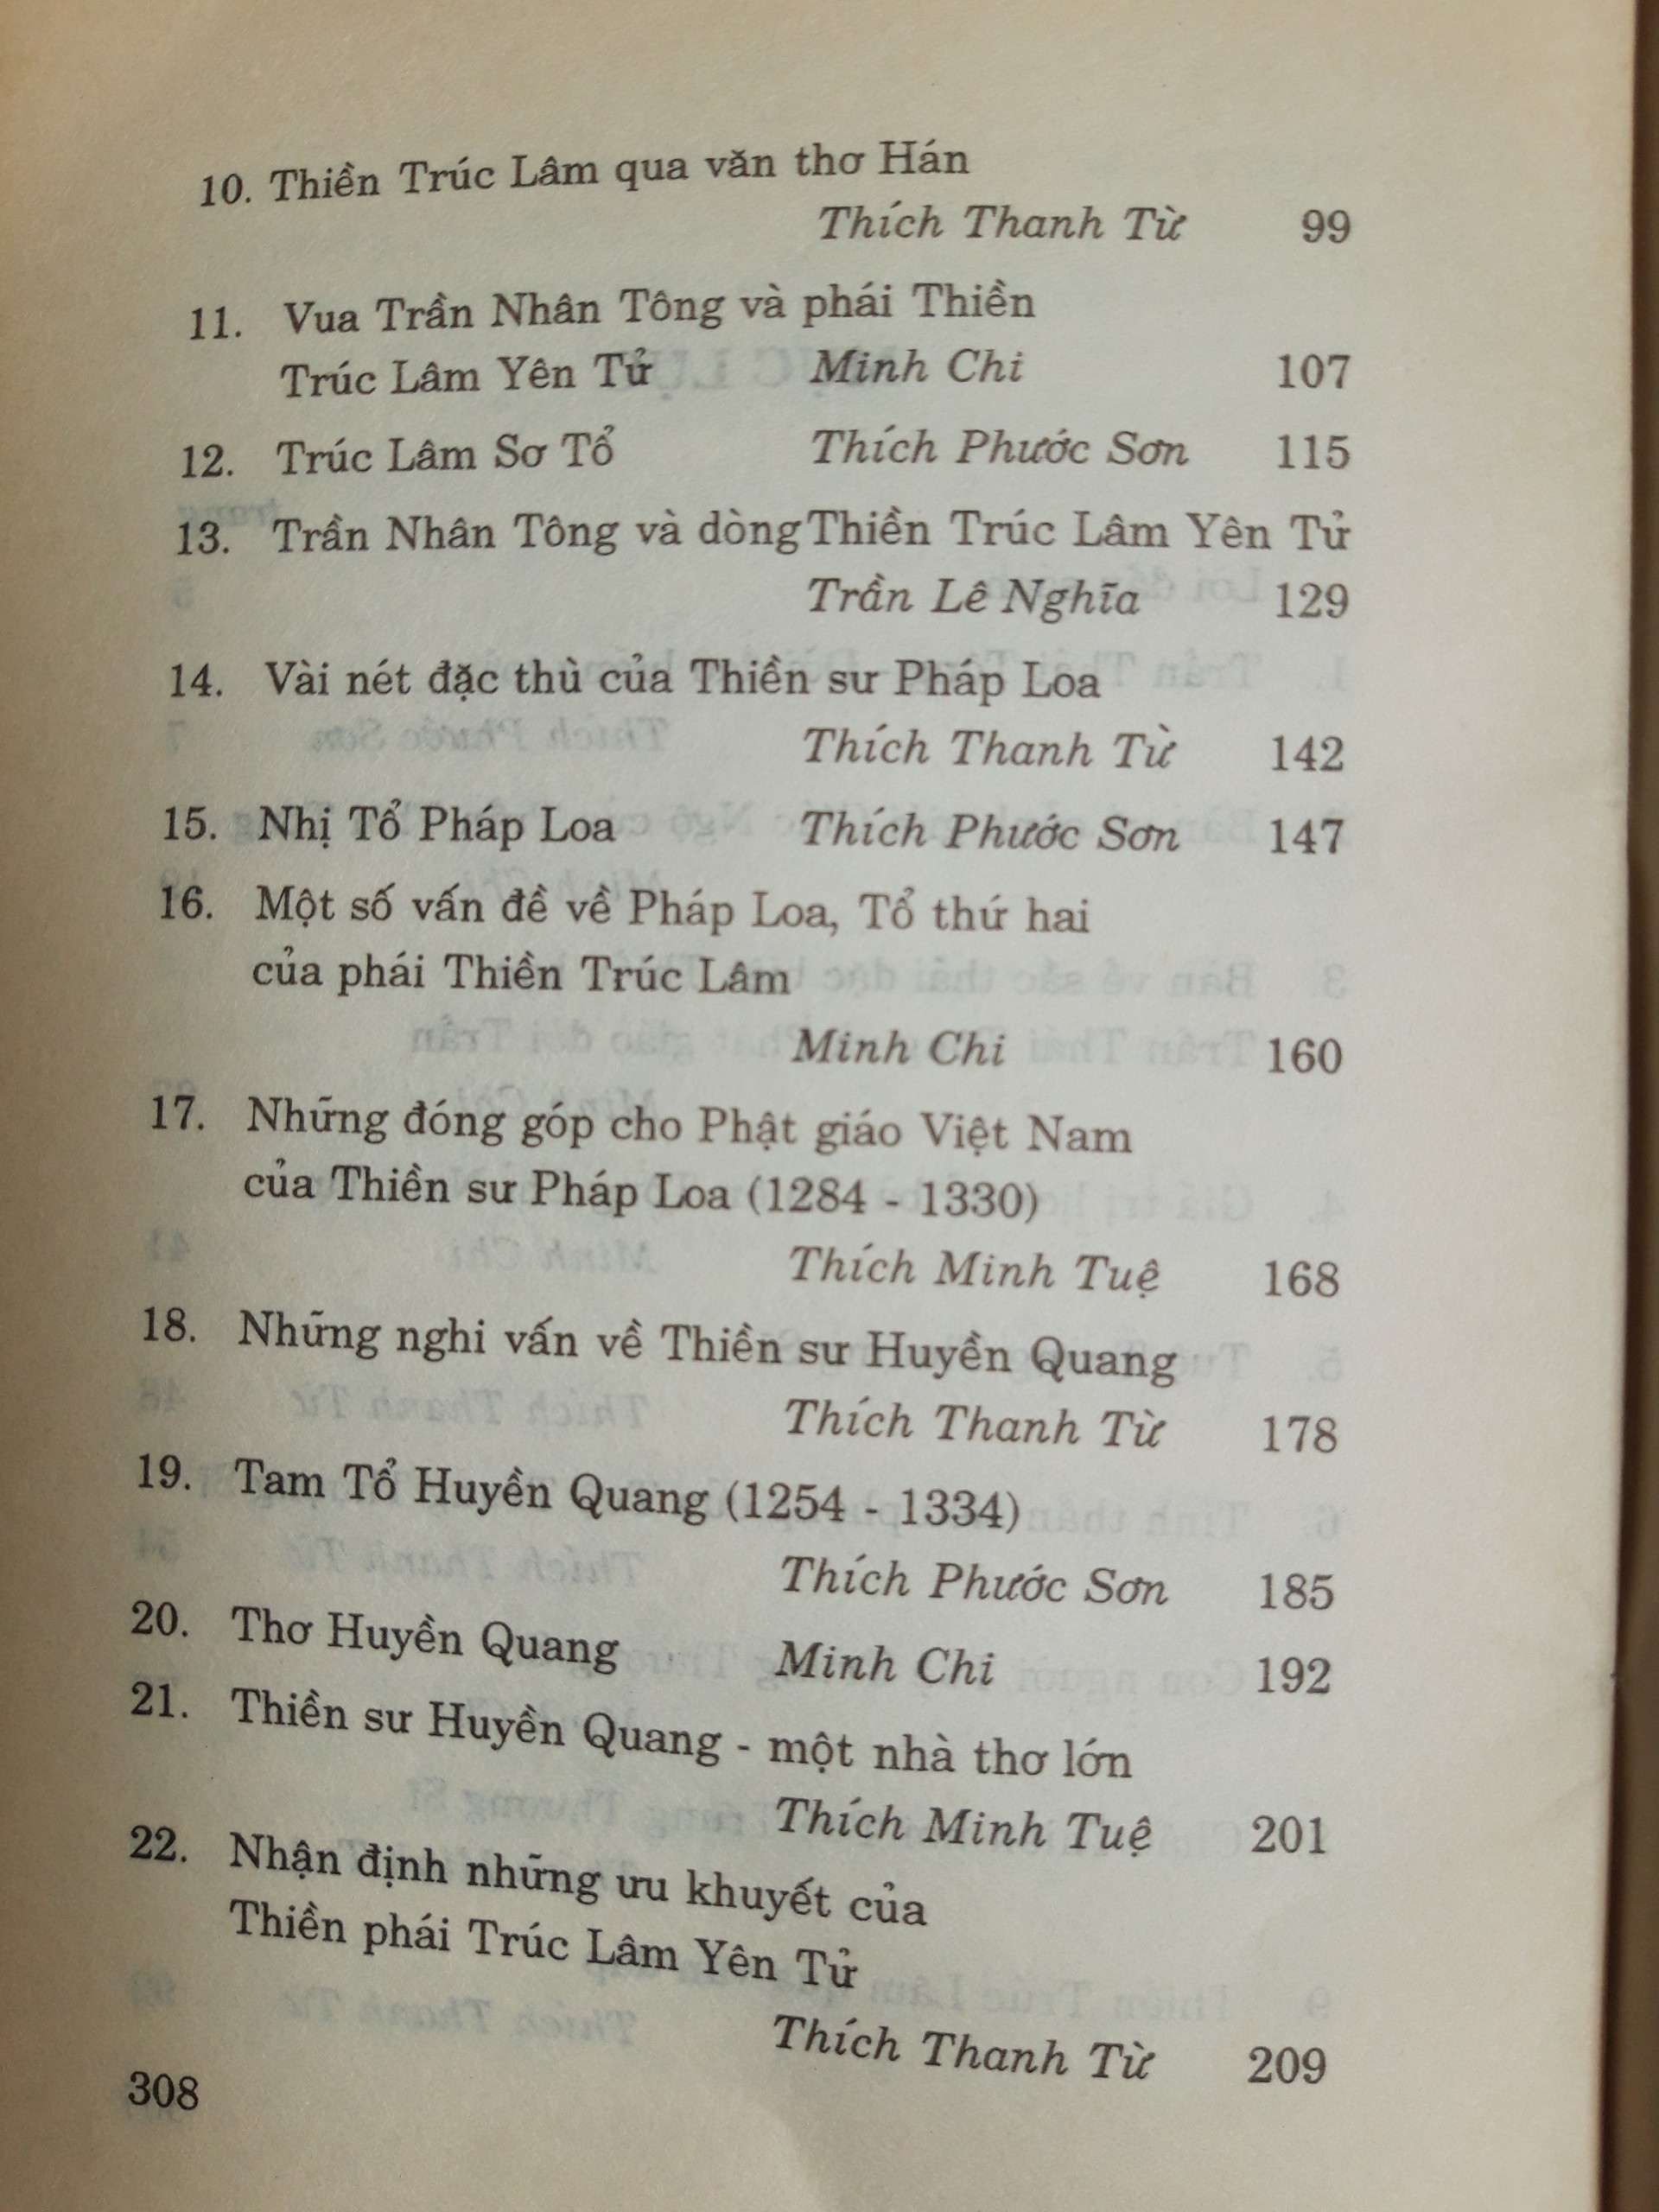 10. Thiền Trúc Lâm qua văn thơ Hán
Thích Thanh Từ 99
11. Vua Trần Nhân Tông và phái Thiền
Trúc Lâm Yên Tử Minh Chi 107
12. Trúc Lâm Sơ Tổ Thích Phước Sơn 115
13. Trần Nhân Tông và dòng Thiền Trúc Lâm Yên Tử
Trần Lê Nghĩa 129
14. Vài nét đặc thù của Thiền sư Pháp Loa
Thích Thanh Từ 142
15. Nhị Tổ Pháp Loa Thích Phước Sơn 147
16. Một số vấn đề về Pháp Loa, Tổ thứ hai
của phái Thiền Trúc Lâm
Minh Chi 160
17. Những đóng góp cho Phật giáo Việt Nam
của Thiền sư Pháp Loa (1284 - 1330)
Thích Minh Tuệ 168
18. Những nghi vấn về Thiền sư Huyền Quang
Thích Thanh Từ 178
19. Tam Tổ Huyền Quang (1254 - 1334)
Thích Phước Sơn 185
20. Thơ Huyền Quang Minh Chi 192
21. Thiền sư Huyền Quang - một nhà thơ lớn
Thích Minh Tuệ 201
22. Nhận định những ưu khuyết của
Thiền phái Trúc Lâm Yên Tử
Thích Thanh Từ 209
308